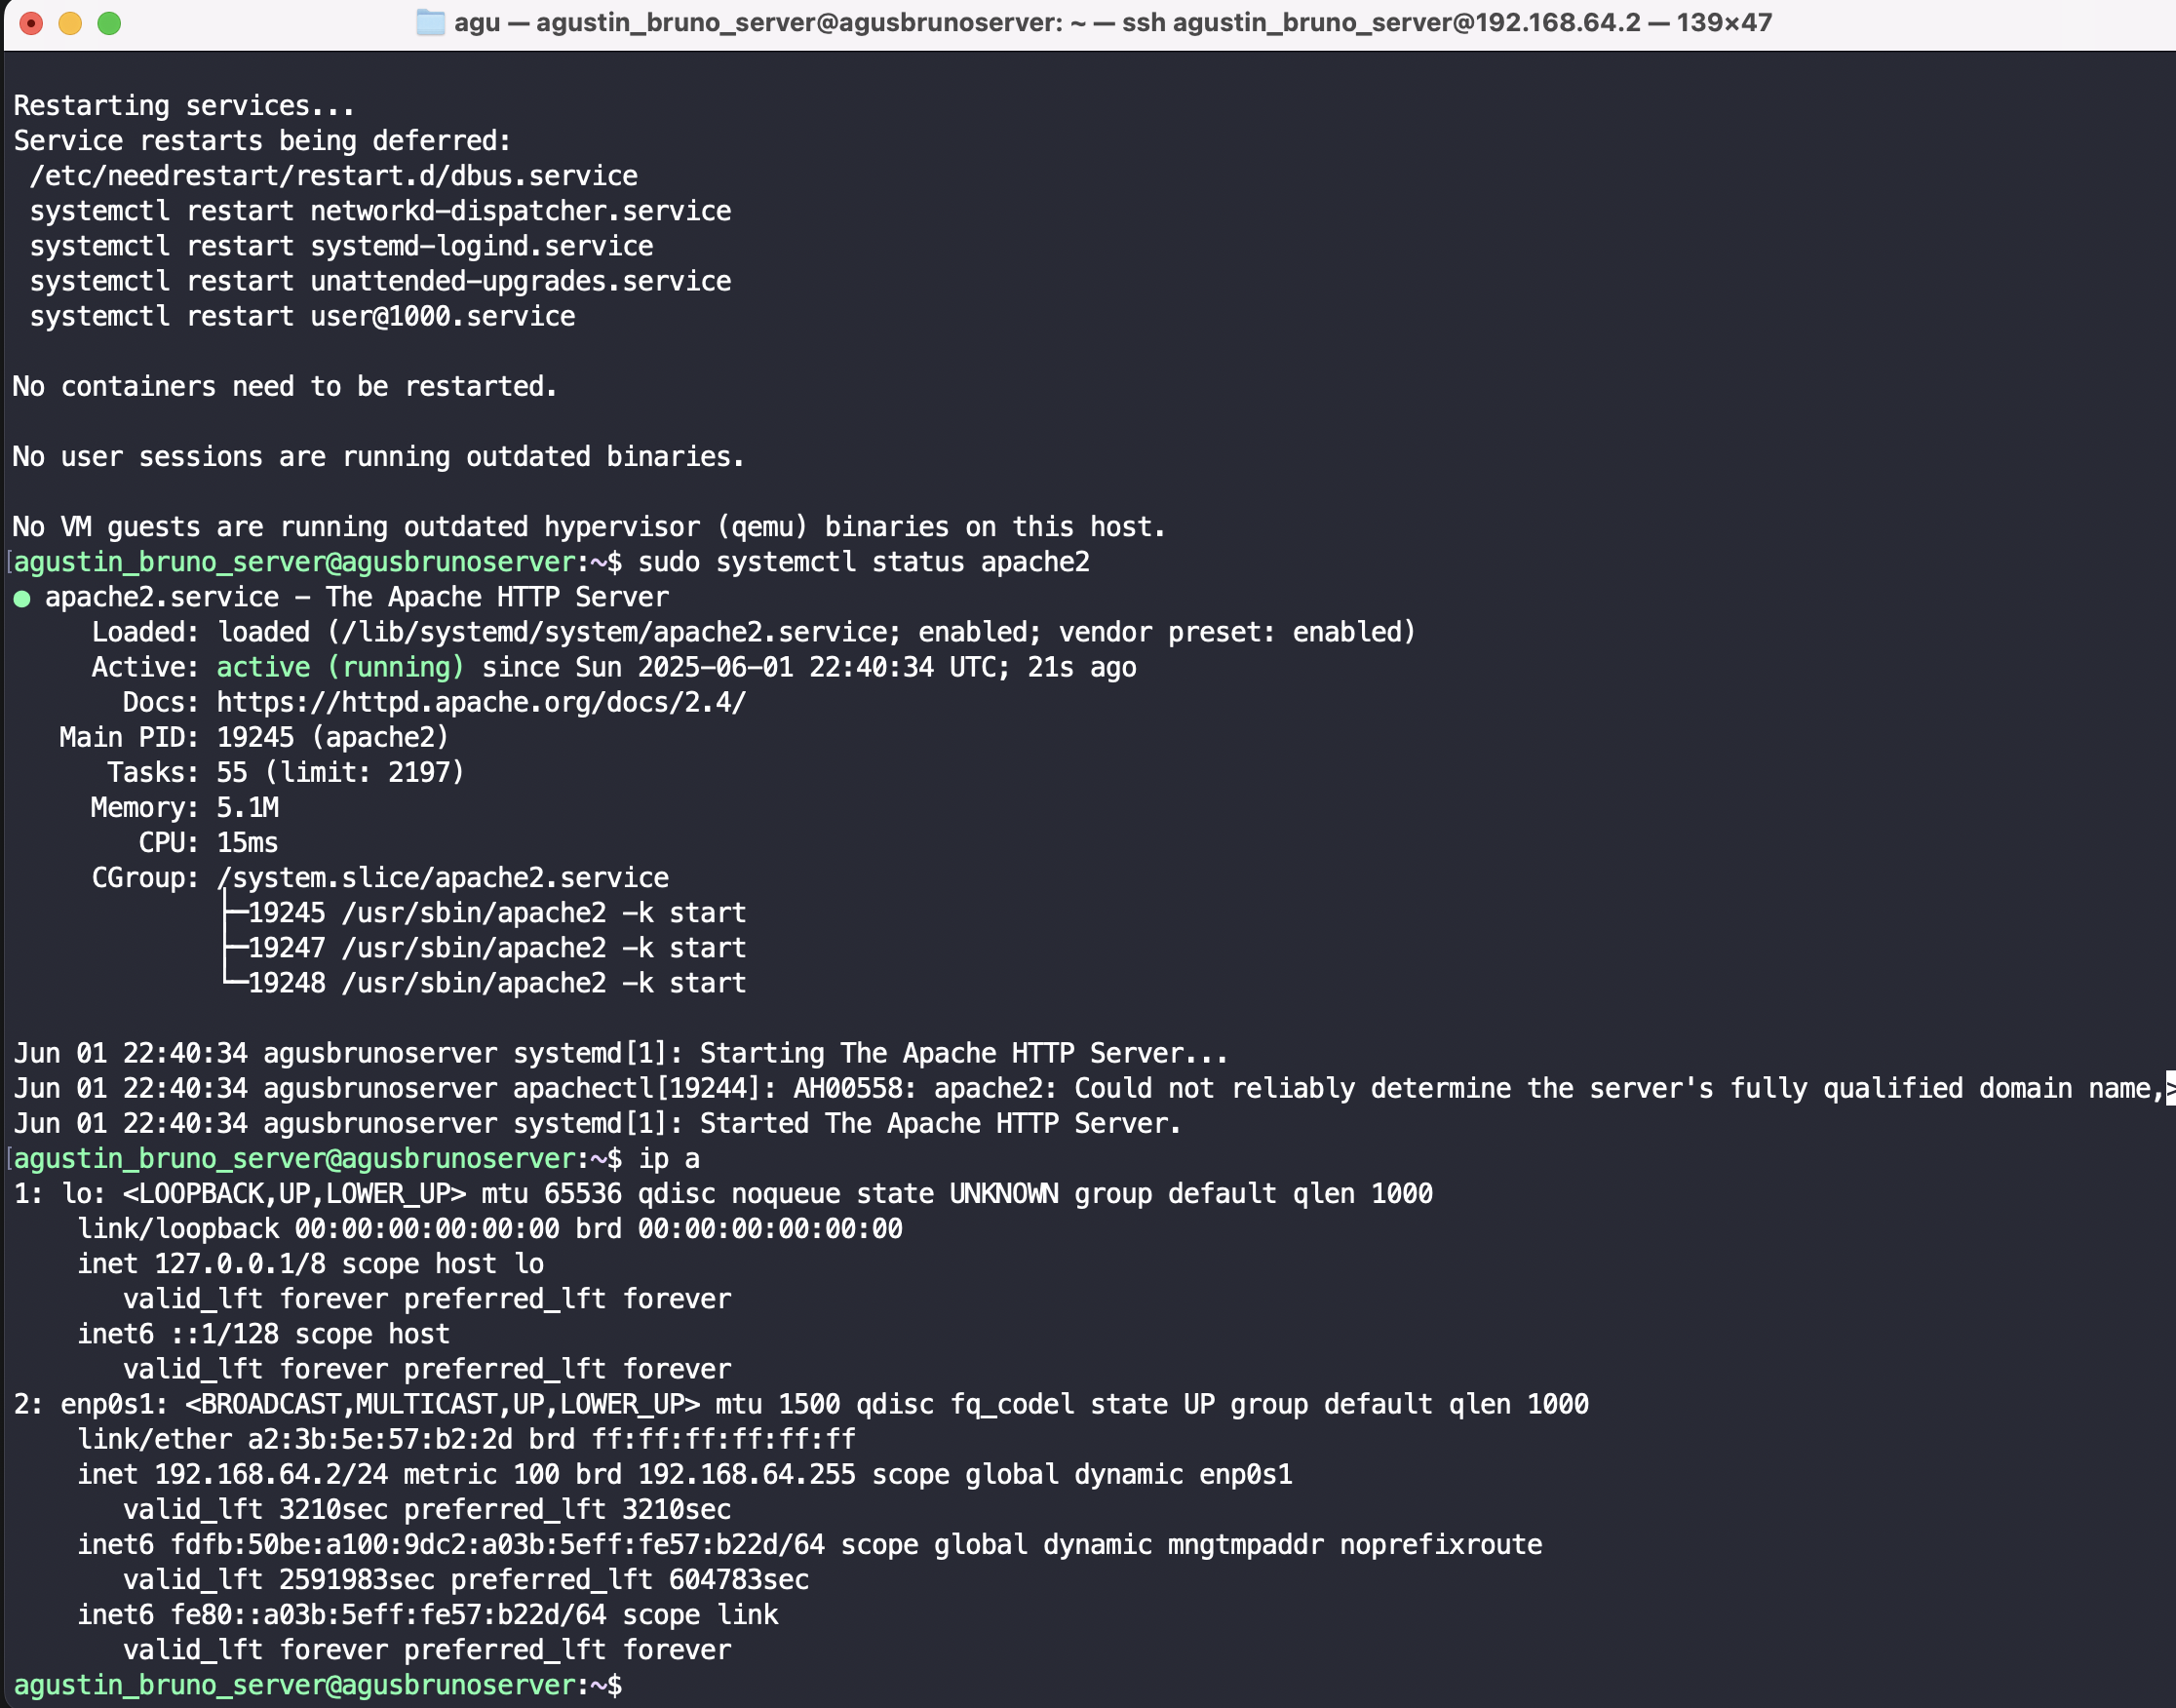 agu — agustin_bruno_server@agusbrunoserver: ~ — ssh agustin_bruno_server@192.168.64.2 — 139×47
Restarting services...
Service restarts being deferred:
 /etc/needrestart/restart.d/dbus.service
 systemctl restart networkd-dispatcher.service
 systemctl restart systemd-logind.service
 systemctl restart unattended-upgrades.service
 systemctl restart user@1000.service
No containers need to be restarted.
No user sessions are running outdated binaries.
No VM guests are running outdated hypervisor (qemu) binaries on this host.
[agustin_bruno_server@agusbrunoserver:~$ sudo systemctl status apache2
● apache2.service - The Apache HTTP Server
     Loaded: loaded (/lib/systemd/system/apache2.service; enabled; vendor preset: enabled)
     Active: active (running) since Sun 2025-06-01 22:40:34 UTC; 21s ago
       Docs: https://httpd.apache.org/docs/2.4/
   Main PID: 19245 (apache2)
      Tasks: 55 (limit: 2197)
     Memory: 5.1M
        CPU: 15ms
     CGroup: /system.slice/apache2.service
             ├─19245 /usr/sbin/apache2 -k start
             ├─19247 /usr/sbin/apache2 -k start
             └─19248 /usr/sbin/apache2 -k start
Jun 01 22:40:34 agusbrunoserver systemd[1]: Starting The Apache HTTP Server...
Jun 01 22:40:34 agusbrunoserver apachectl[19244]: AH00558: apache2: Could not reliably determine the server's fully qualified domain name,>
Jun 01 22:40:34 agusbrunoserver systemd[1]: Started The Apache HTTP Server.
[agustin_bruno_server@agusbrunoserver:~$ ip a
1: lo: <LOOPBACK,UP,LOWER_UP> mtu 65536 qdisc noqueue state UNKNOWN group default qlen 1000
    link/loopback 00:00:00:00:00:00 brd 00:00:00:00:00:00
    inet 127.0.0.1/8 scope host lo
       valid_lft forever preferred_lft forever
    inet6 ::1/128 scope host
       valid_lft forever preferred_lft forever
2: enp0s1: <BROADCAST,MULTICAST,UP,LOWER_UP> mtu 1500 qdisc fq_codel state UP group default qlen 1000
    link/ether a2:3b:5e:57:b2:2d brd ff:ff:ff:ff:ff:ff
    inet 192.168.64.2/24 metric 100 brd 192.168.64.255 scope global dynamic enp0s1
       valid_lft 3210sec preferred_lft 3210sec
    inet6 fdfb:50be:a100:9dc2:a03b:5eff:fe57:b22d/64 scope global dynamic mngtmpaddr noprefixroute
       valid_lft 2591983sec preferred_lft 604783sec
    inet6 fe80::a03b:5eff:fe57:b22d/64 scope link
       valid_lft forever preferred_lft forever
agustin_bruno_server@agusbrunoserver:~$